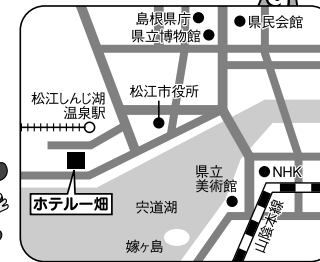 島根県庁
県立博物館
県民会館
松江しんじ湖
温泉駅
松江市役所
県立
美術館
NHK
ホテル一畑
宍道湖
山陰本線
嫁ヶ島